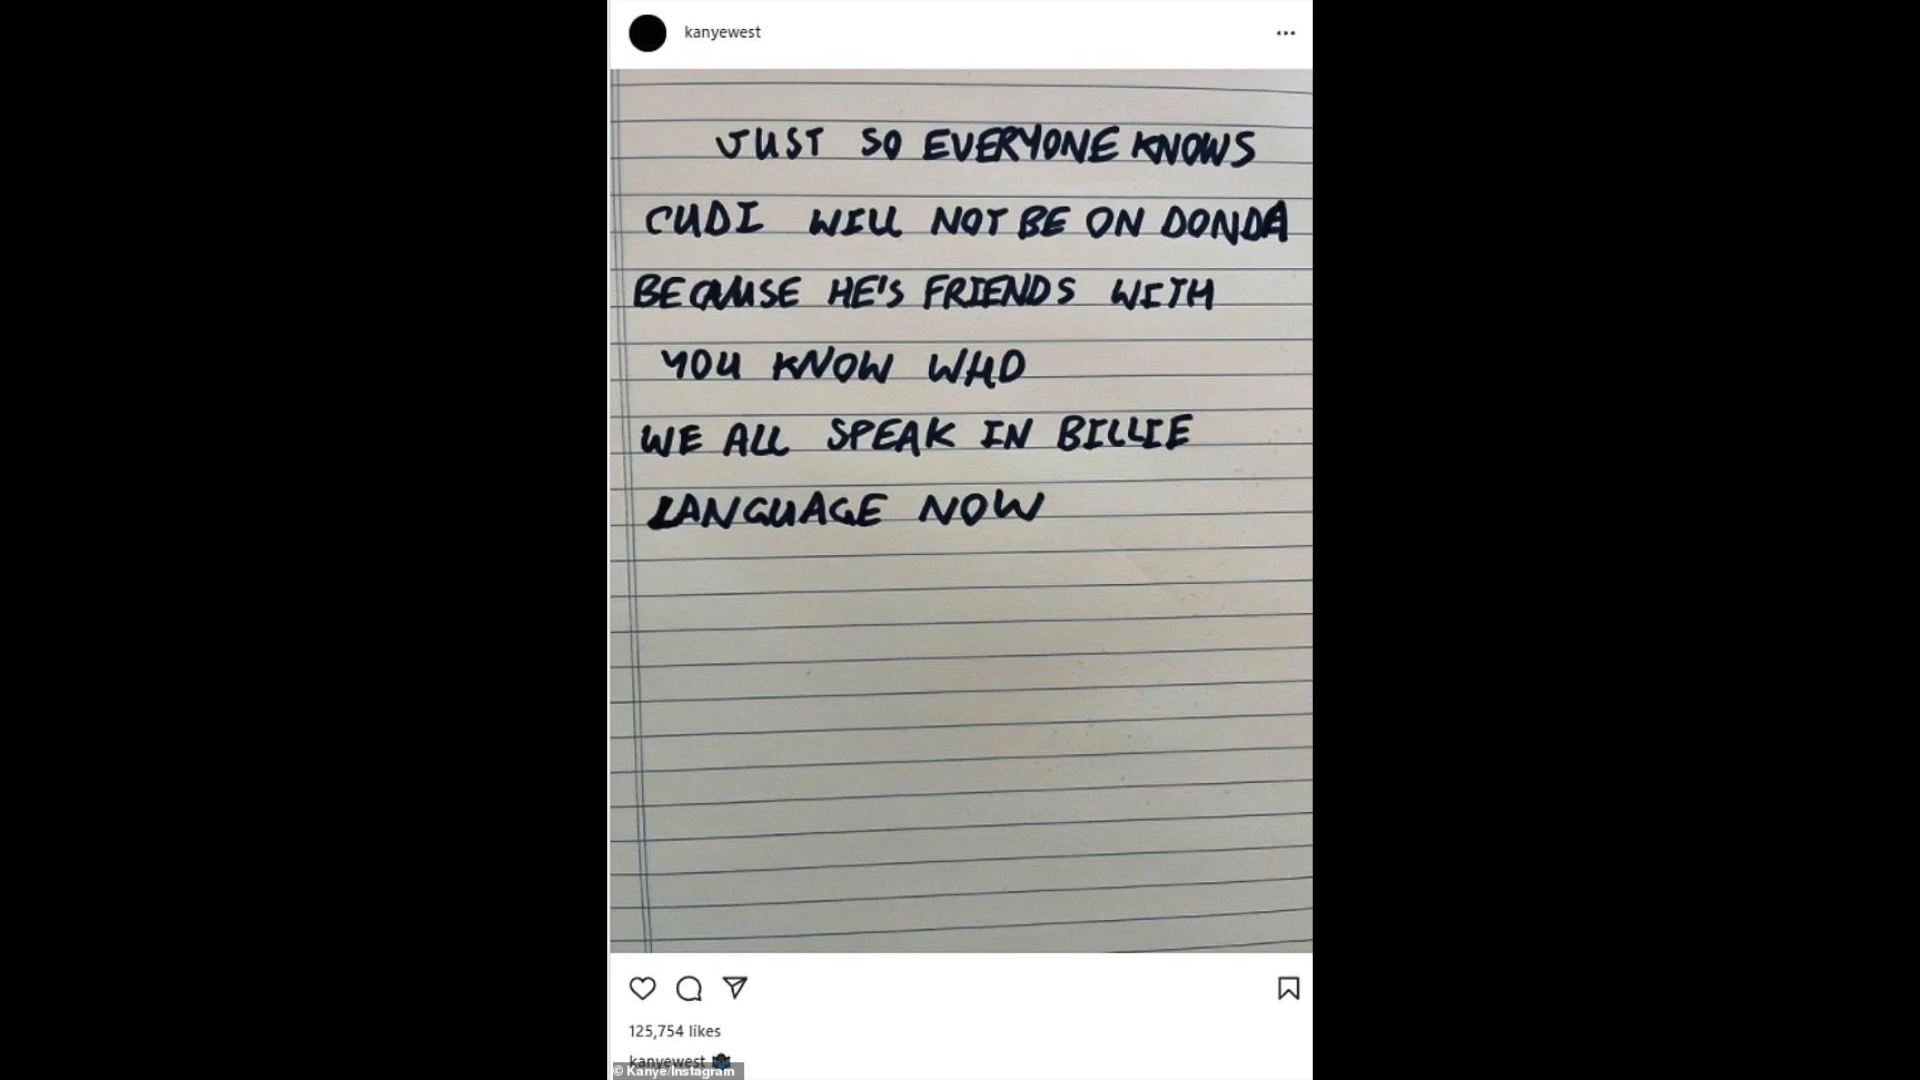 kanyewest
JUST SO EVERYONE KNOWS
CUDI WILL NOT BE ON DONDA
BECAUSE HE'S FRIENDS WITH
YOU KNOW WHO
WE ALL SPEAK IN BILLIE
LANGUAGE NOW
125,754 likes
kanyewest
© Kanye/Instagram